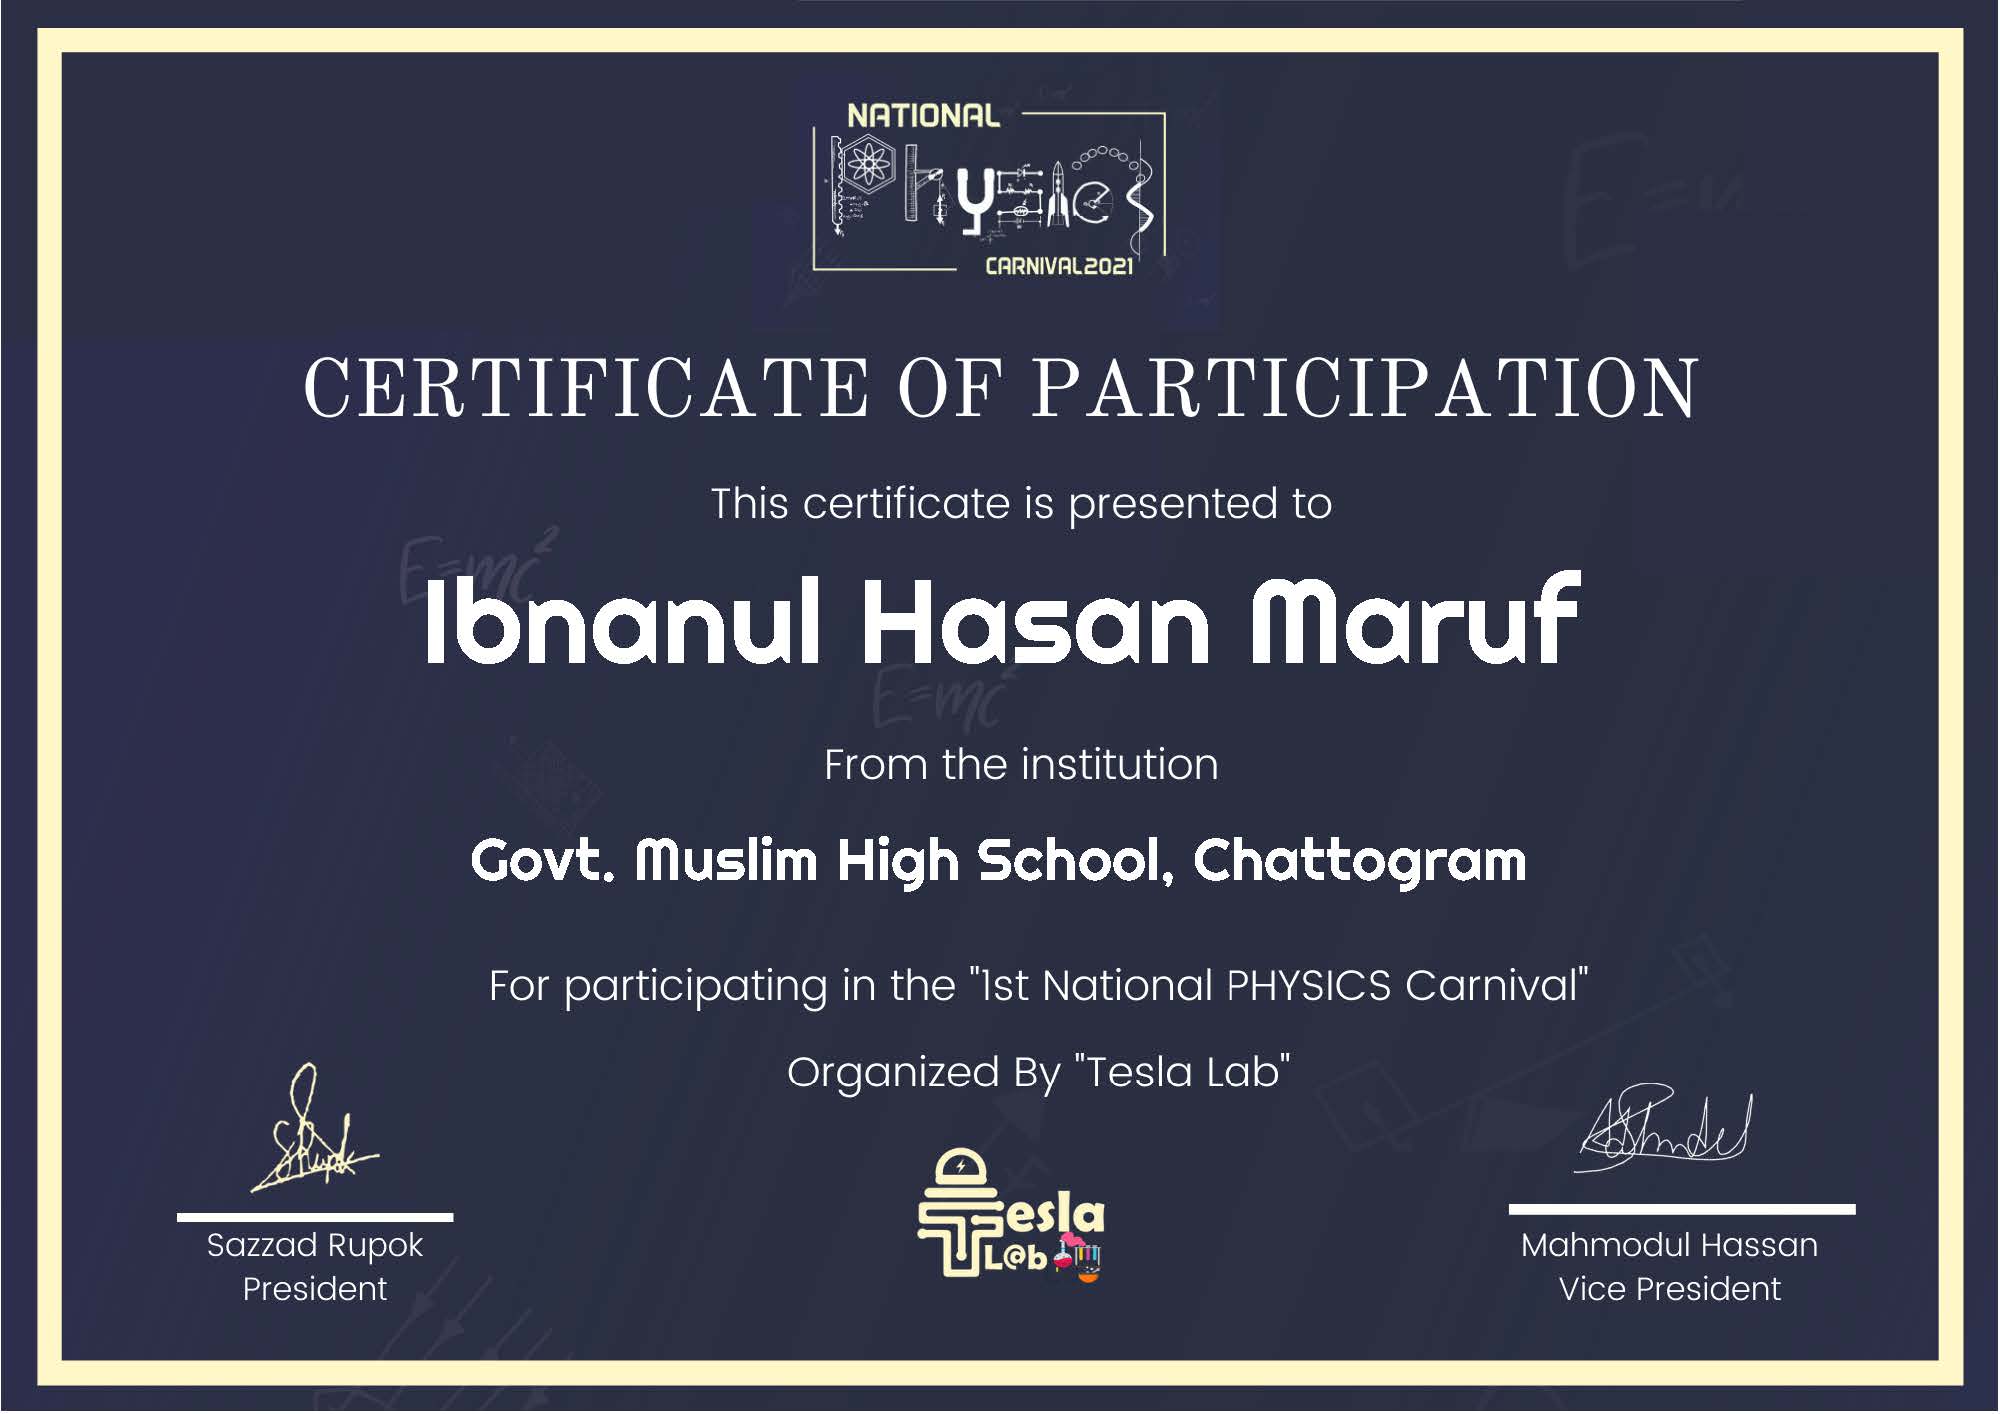 NATIONAL
Physics
CARNIVAL2021
CERTIFICATE OF PARTICIPATION
This certificate is presented to
E=mc²
Ibnanul Hasan Maruf
E=mc²
From the institution
Govt. Muslim High School, Chattogram
For participating in the "1st National PHYSICS Carnival"
Organized By "Tesla Lab"
Tesla
L@b
Sazzad Rupok
President
Mahmodul Hassan
Vice President